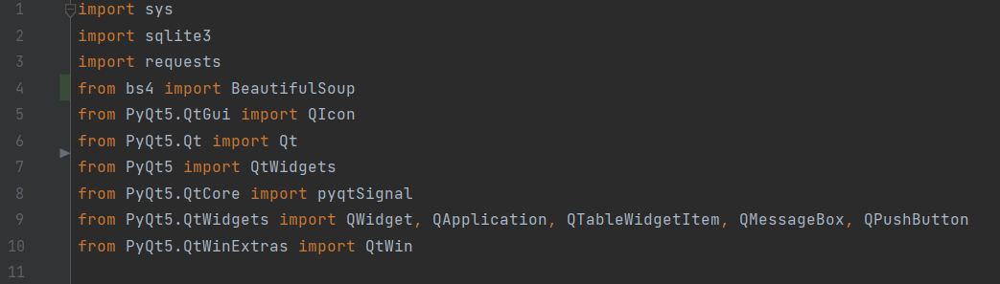 1 import sys
2 import sqlite3
3 import requests
4 from bs4 import BeautifulSoup
5 from PyQt5.QtGui import QIcon
6 from PyQt5.Qt import Qt
7 from PyQt5 import QtWidgets
8 from PyQt5.QtCore import pyqtSignal
9 from PyQt5.QtWidgets import QWidget, QApplication, QTableWidgetItem, QMessageBox, QPushButton
10 from PyQt5.QtWinExtras import QtWin
11